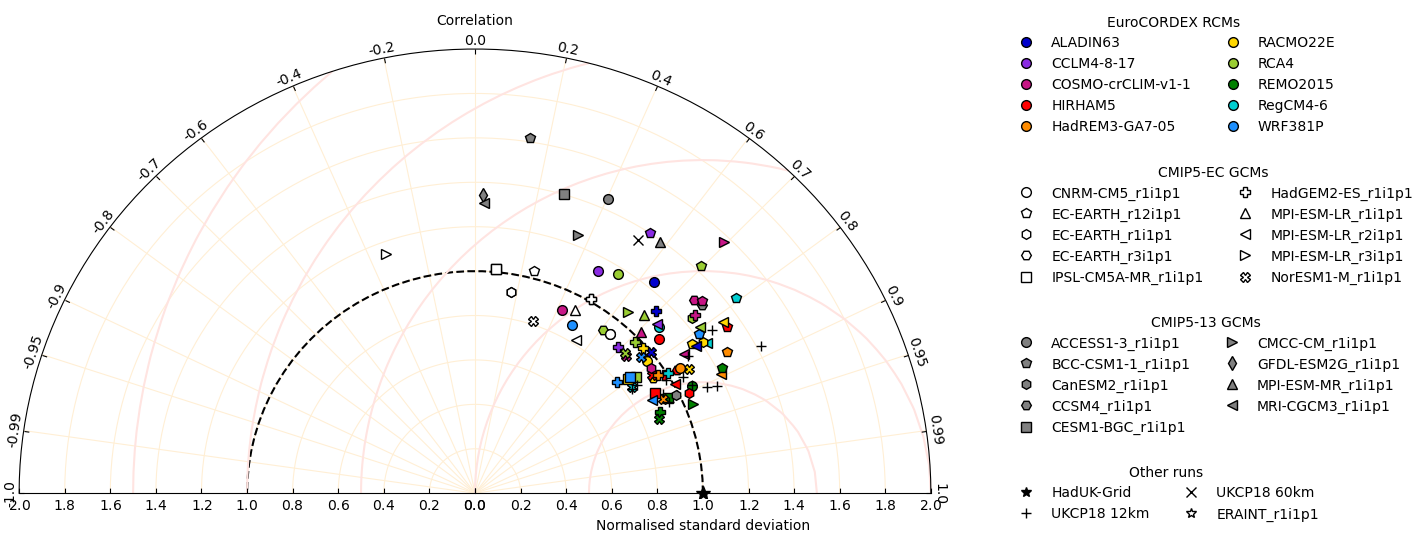 Correlation
0.0
-0.2
0.2
-0.4
0.4
-0.6
0.6
-0.7
0.7
-0.8
0.8
-0.9
0.9
-0.95
0.95
-0.99
0.99
1.0
1.0
2.0 1.8 1.6 1.4 1.2 1.0 0.8 0.6 0.4 0.2 0.0 0.2 0.4 0.6 0.8 1.0 1.2 1.4 1.6 1.8 2.0
Normalised standard deviation
EuroCORDEX RCMs
ALADIN63
CCLM4-8-17
COSMO-crCLIM-v1-1
HIRHAM5
HadREM3-GA7-05
RACMO22E
RCA4
REMO2015
RegCM4-6
WRF381P
CMIP5-EC GCMs
CNRM-CM5_r1i1p1
EC-EARTH_r12i1p1
EC-EARTH_r1i1p1
EC-EARTH_r3i1p1
IPSL-CM5A-MR_r1i1p1
HadGEM2-ES_r1i1p1
MPI-ESM-LR_r1i1p1
MPI-ESM-LR_r2i1p1
MPI-ESM-LR_r3i1p1
NorESM1-M_r1i1p1
CMIP5-13 GCMs
ACCESS1-3_r1i1p1
BCC-CSM1-1_r1i1p1
CanESM2_r1i1p1
CCSM4_r1i1p1
CESM1-BGC_r1i1p1
CMCC-CM_r1i1p1
GFDL-ESM2G_r1i1p1
MPI-ESM-MR_r1i1p1
MRI-CGCM3_r1i1p1
Other runs
HadUK-Grid
UKCP18 12km
UKCP18 60km
ERAINT_r1i1p1